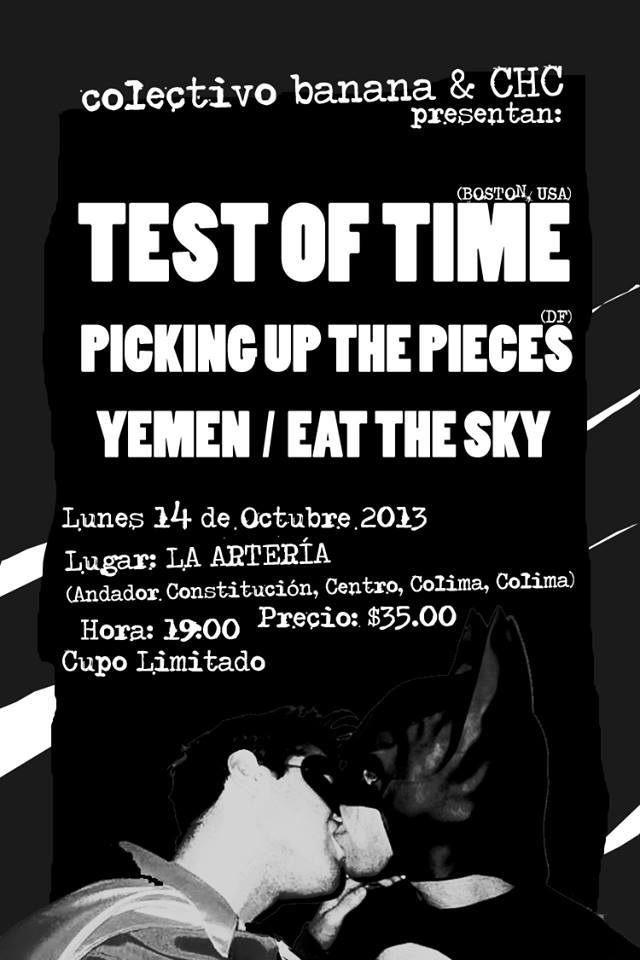 colectivo banana & CHC
presentan:
(BOSTON, USA)
TEST OF TIME
(DF)
PICKING UP THE PIECES
YEMEN / EAT THE SKY
Lunes 14 de Octubre 2013
Lugar: LA ARTERÍA
(Andador Constitución, Centro, Colima, Colima)
Hora: 19:00 Precio: $35.00
Cupo Limitado